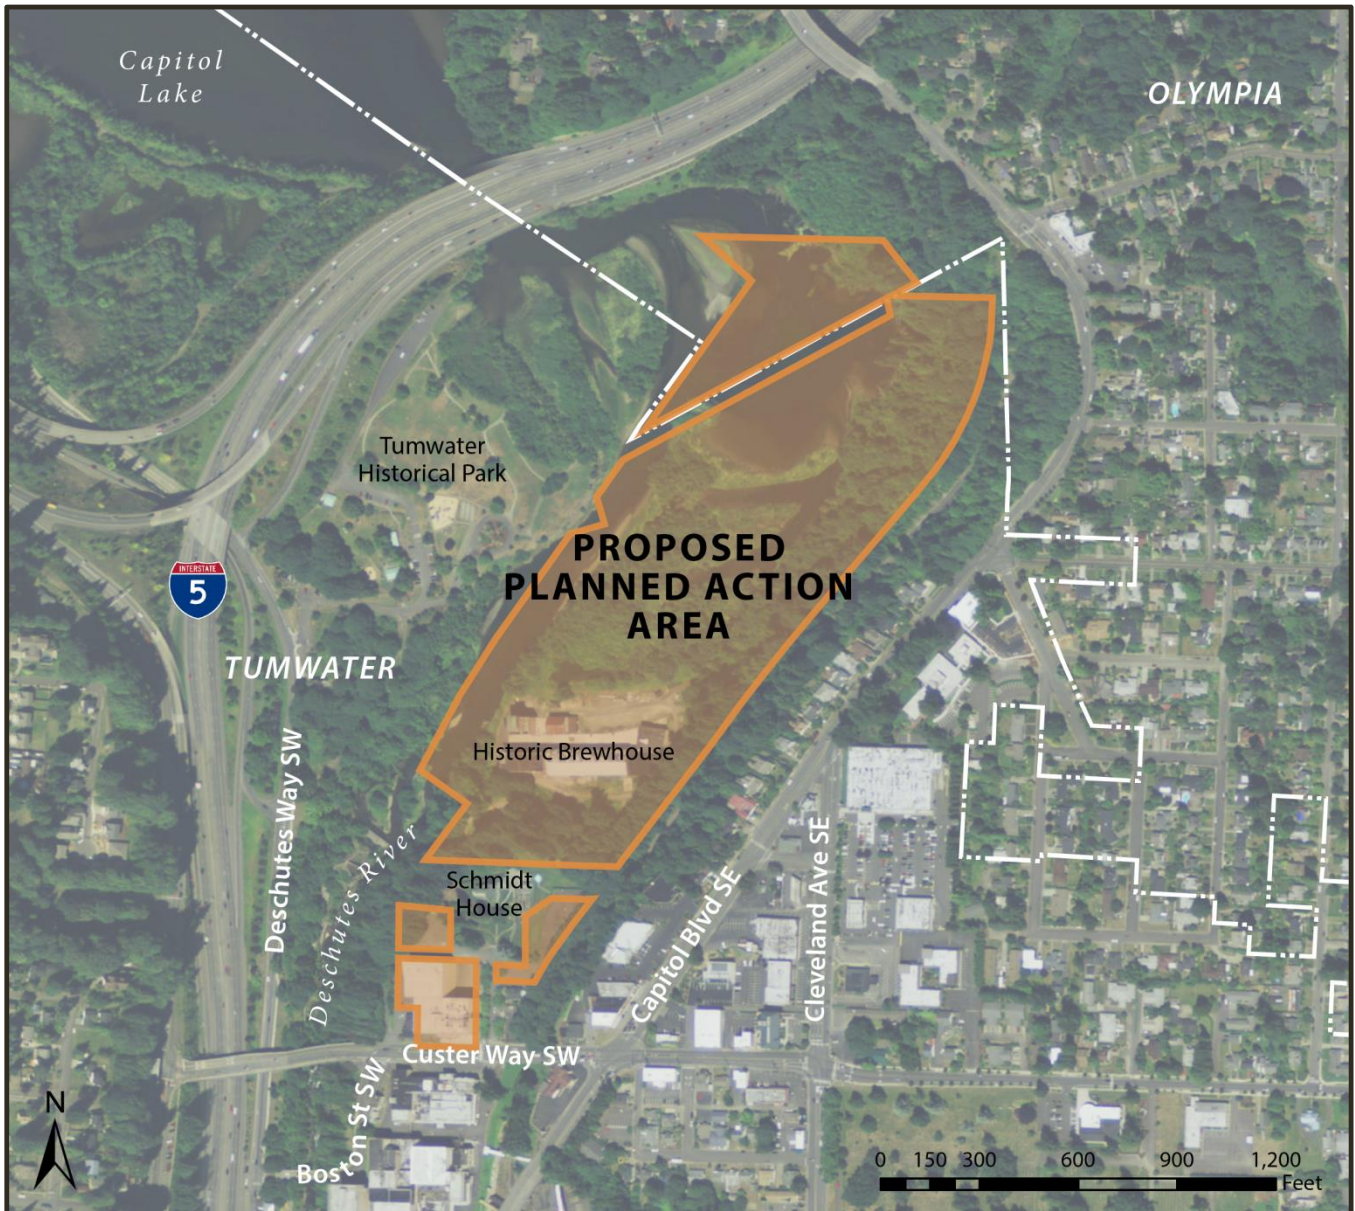 Capitol
Lake
OLYMPIA
Tumwater
Historical Park
PROPOSED
PLANNED ACTION
AREA
INTERSTATE
5
TUMWATER
Historic Brewhouse
Deschutes Way SW
Deschutes River
Schmidt
House
Capitol Blvd SE
Cleveland Ave SE
Custer Way SW
Boston St SW
N
0 150 300 600 900 1,200
Feet